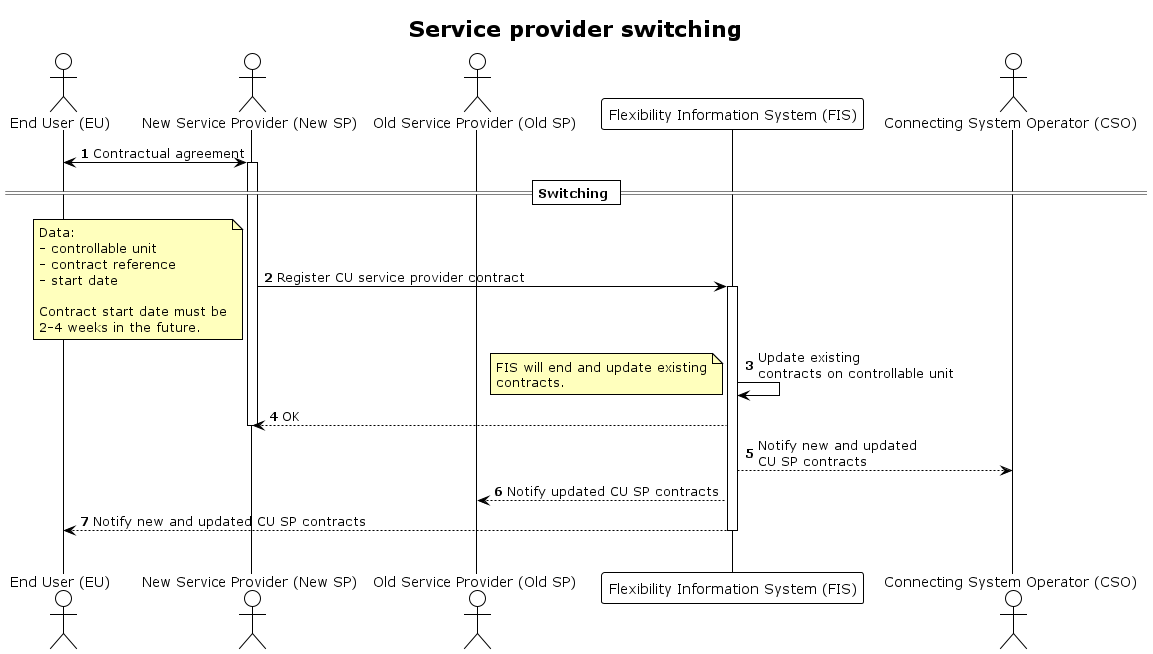 Service provider switching
End User (EU)
New Service Provider (New SP)
Old Service Provider (Old SP)
Flexibility Information System (FIS)
Connecting System Operator (CSO)
1 Contractual agreement
Switching
Data:
- controllable unit
- contract reference
- start date
Contract start date must be
2-4 weeks in the future.
2 Register CU service provider contract
FIS will end and update existing
contracts.
3 Update existing
contracts on controllable unit
4 OK
5 Notify new and updated
CU SP contracts
6 Notify updated CU SP contracts
7 Notify new and updated CU SP contracts
End User (EU)
New Service Provider (New SP)
Old Service Provider (Old SP)
Flexibility Information System (FIS)
Connecting System Operator (CSO)